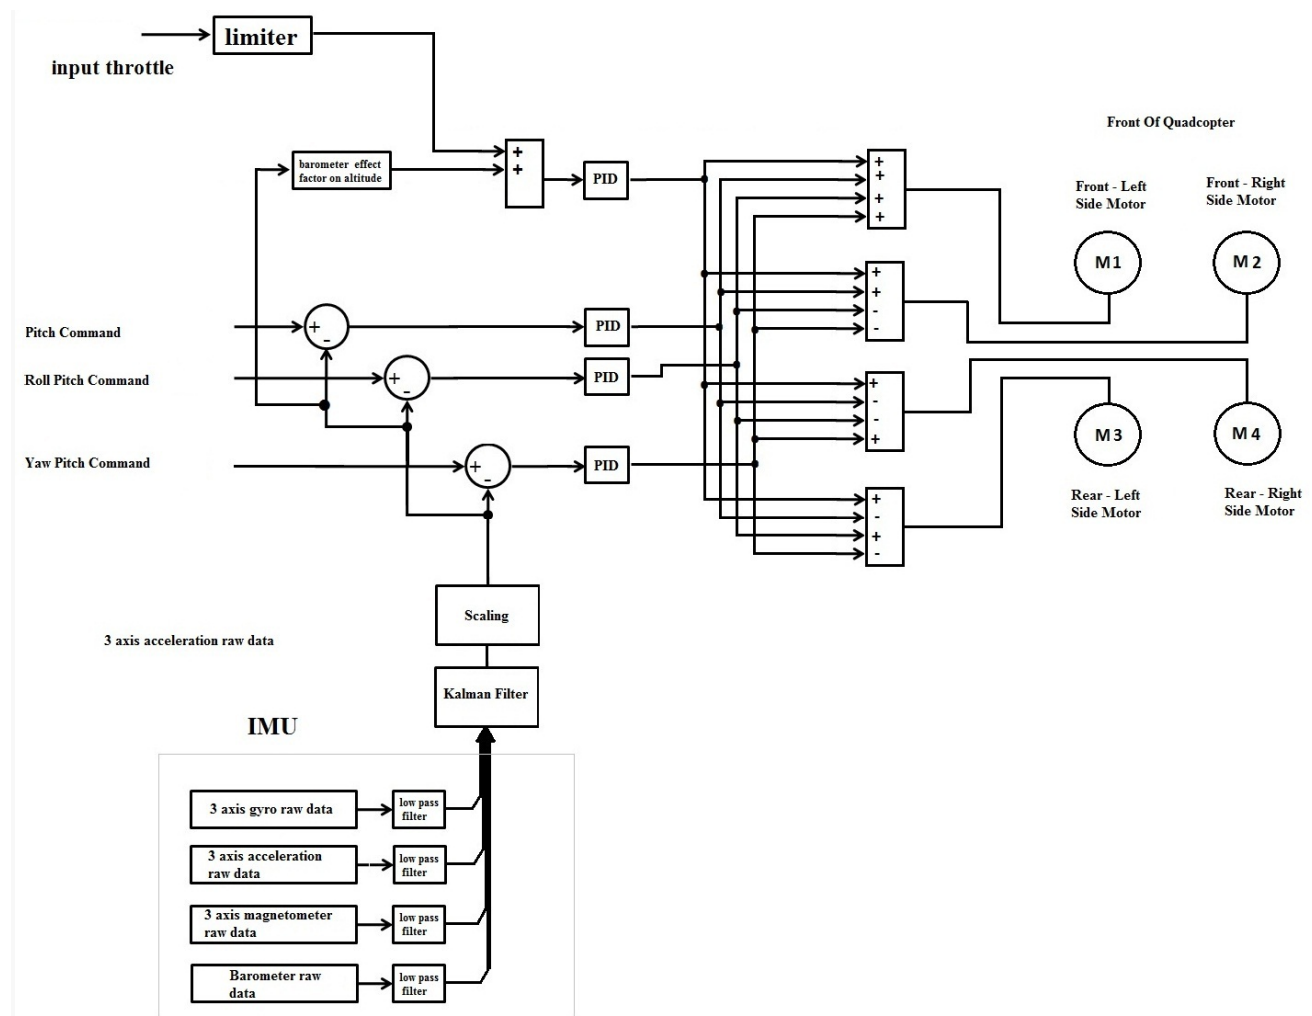 limiter
input throttle
Front Of Quadcopter
barometer effect
factor on altitude
+
+
PID
+
+
+
+
Front - Left
Side Motor
Front - Right
Side Motor
M1
M2
+
+
-
-
Pitch Command
+
-
PID
Roll Pitch Command
+
-
PID
+
-
-
+
M3
M4
Yaw Pitch Command
+
-
PID
Rear - Left
Side Motor
Rear - Right
Side Motor
+
-
+
-
Scaling
3 axis acceleration raw data
Kalman Filter
IMU
3 axis gyro raw data
low pass
filter
3 axis acceleration
raw data
low pass
filter
3 axis magnetometer
raw data
low pass
filter
Barometer raw
data
low pass
filter